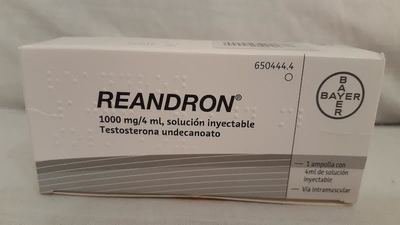 650444.4
REANDRON®
1000 mg/4 ml, solución inyectable
Testosterona undecanoato
BAYER
BAYER
1 ampolla con
4ml de solución
inyectable
Vía intramuscular